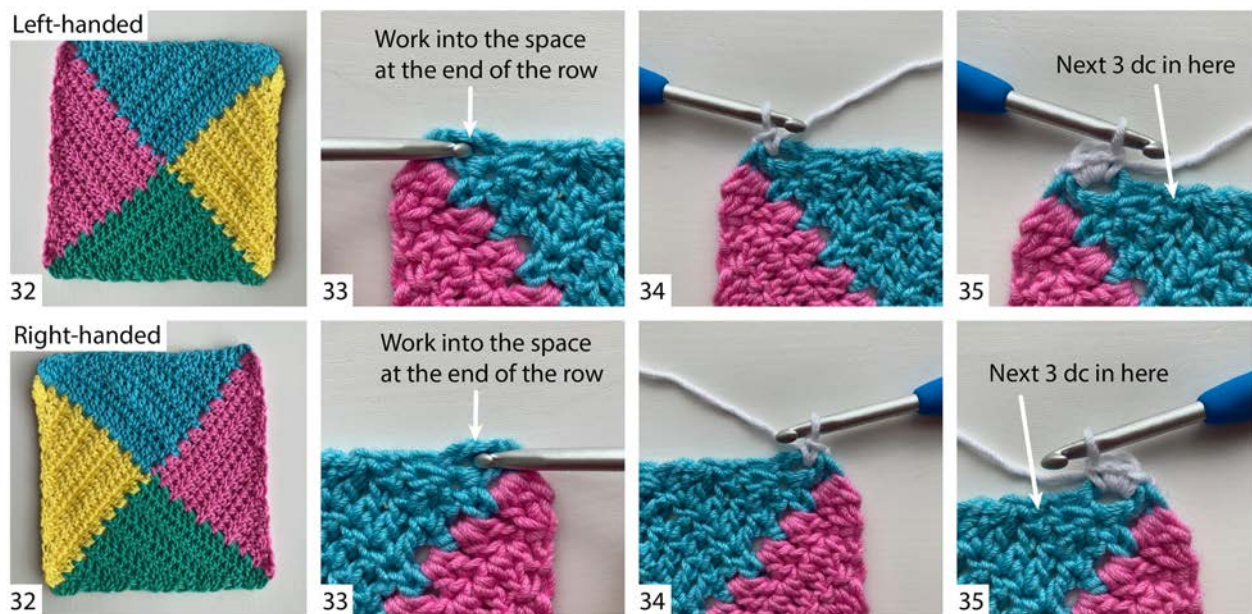 Left-handed
32
Work into the space
at the end of the row
33
34
Next 3 dc in here
35
Right-handed
32
Work into the space
at the end of the row
33
34
Next 3 dc in here
35